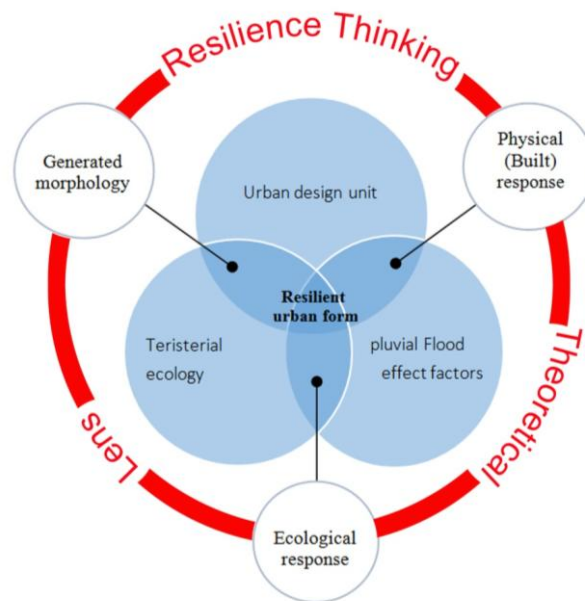 Resilience Thinking
Generated
morphology
Physical
(Built)
response
Urban design unit
Resilient
urban form
Teristerial
ecology
pluvial Flood
effect factors
Theoretical
Lens
Ecological
response